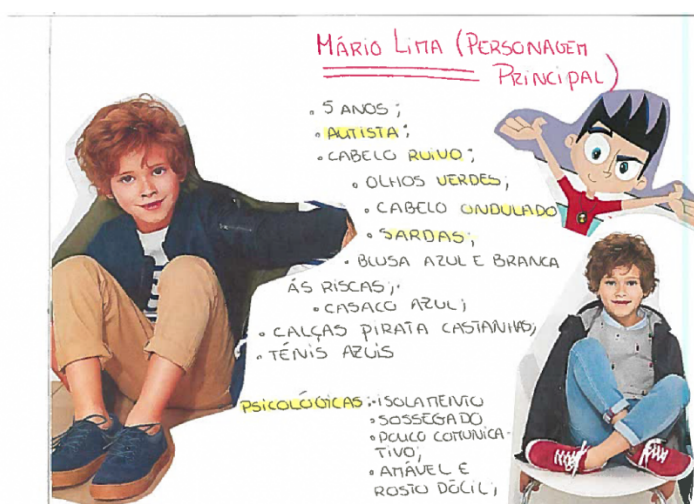 MÁRIO LIMA (PERSONAGEM
PRINCIPAL)
• 5 ANOS;
• AUTISTA;
• CABELO RUIVO;
• OLHOS VERDES;
• CABELO ONDULADO
• SARDAS;
• BLUSA AZUL E BRANCA
ÁS RISCAS;
• CASACO AZUL;
• CALÇAS PIRATA CASTANHAS;
• TÉNIS AZUIS
PSICOLÓGICAS: • ISOLAMENTO
• SOSSEGADO
• POUCO COMUNICA-
TIVO;
• AMÁVEL E
ROSTO DÓCIL;